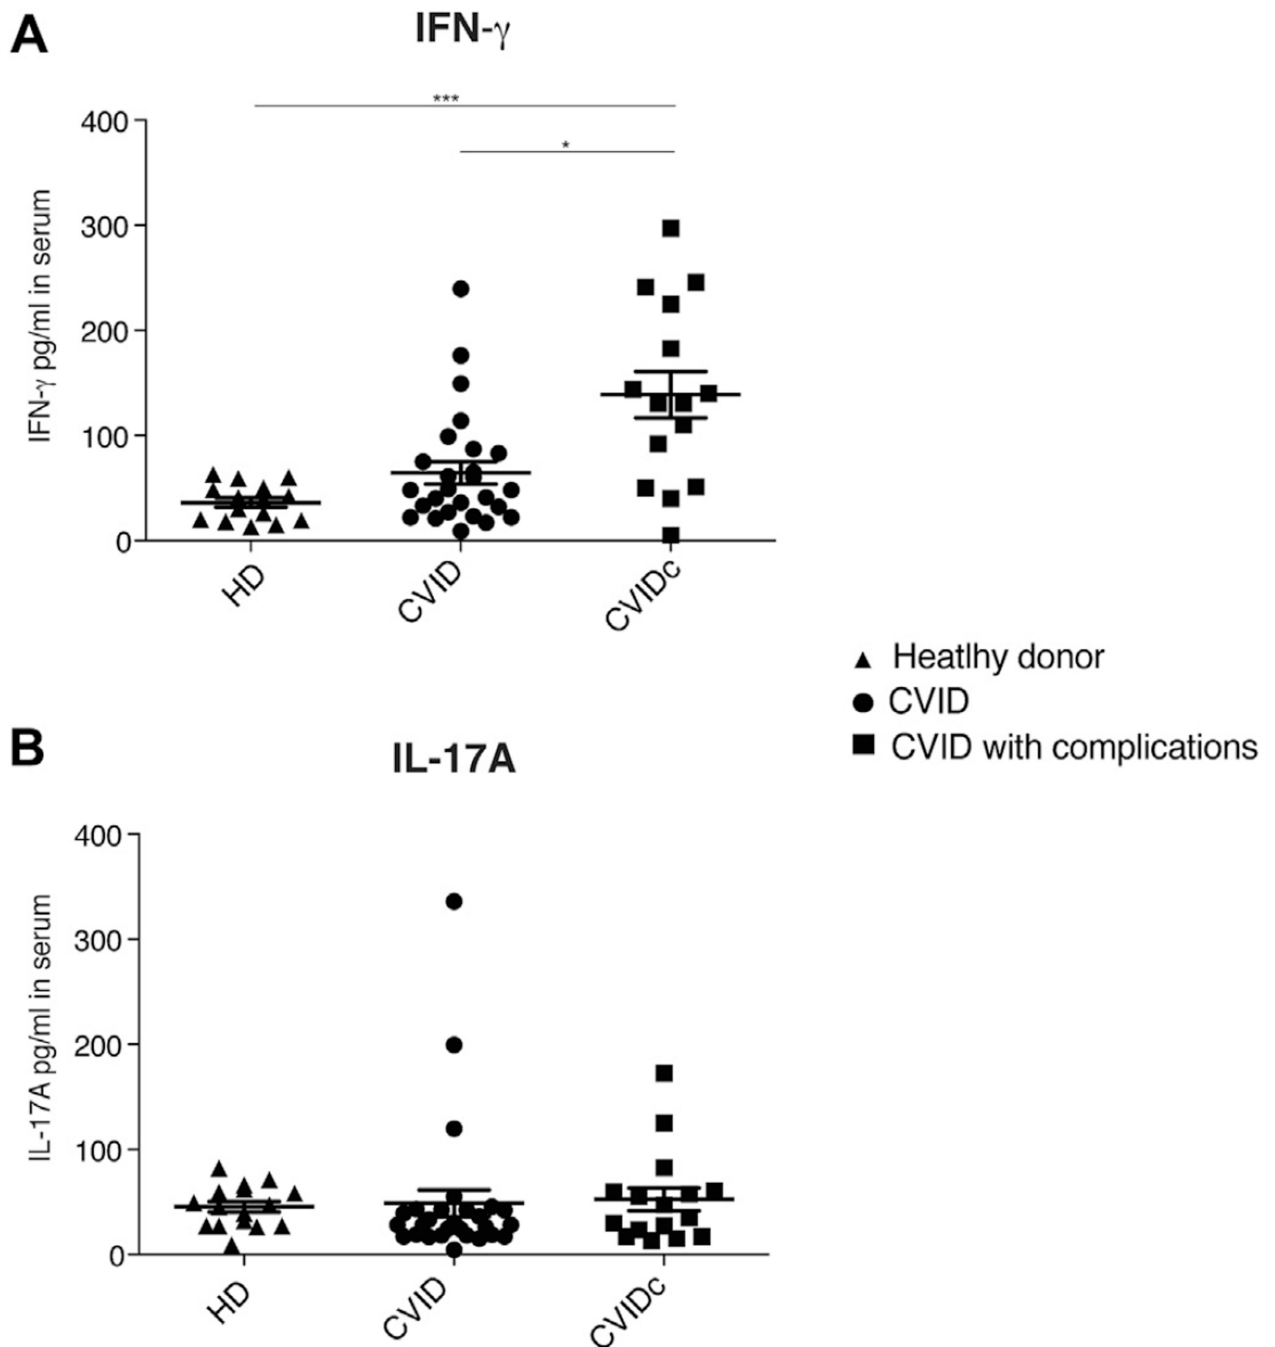 A
IFN-γ
***
*
400
300
200
100
0
IFN-γ pg/ml in serum
HD
CVID
CVIDc
Heatlhy donor
CVID
CVID with complications
B
IL-17A
400
300
200
100
0
IL-17A pg/ml in serum
HD
CVID
CVIDc